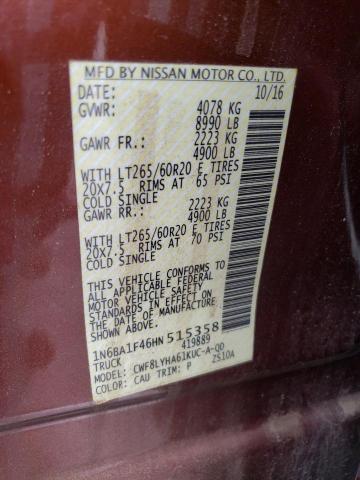 MFD BY NISSAN MOTOR CO., LTD.
DATE: 10/16
GVWR: 4078 KG
8990 LB
GAWR FR.: 2223 KG
4900 LB
WITH LT265/60R20 E TIRES
20X7.5 RIMS AT 65 PSI
COLD SINGLE
GAWR RR.: 2223 KG
4900 LB
WITH LT265/60R20 E TIRES
20X7.5 RIMS AT 70 PSI
COLD SINGLE
THIS VEHICLE CONFORMS TO
ALL APPLICABLE FEDERAL
MOTOR VEHICLE SAFETY
STANDARDS IN EFFECT ON
THE DATE OF MANUFACTURE
SHOWN ABOVE.
1N6BA1F46HN515358
TRUCK 419889
MODEL: CWF8LYHA61KUC-A-QD
COLOR: CAU TRIM: P ZS10A